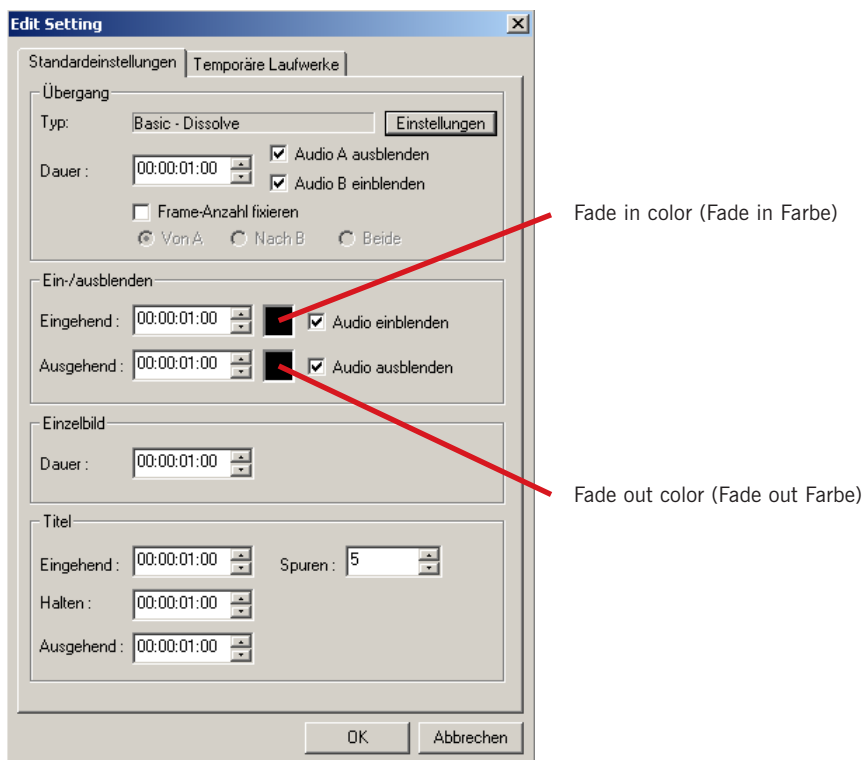 Edit Setting
Standardeinstellungen Temporäre Laufwerke
Übergang
Typ: Basic - Dissolve Einstellungen
Dauer : 00:00:01:00 Audio A ausblenden
Audio B einblenden
Frame-Anzahl fixieren
Von A Nach B Beide
Fade in color (Fade in Farbe)
Ein-/ausblenden
Eingehend : 00:00:01:00 Audio einblenden
Ausgehend : 00:00:01:00 Audio ausblenden
Einzelbild
Dauer : 00:00:01:00
Fade out color (Fade out Farbe)
Titel
Eingehend : 00:00:01:00 Spuren : 5
Halten : 00:00:01:00
Ausgehend : 00:00:01:00
OK Abbrechen